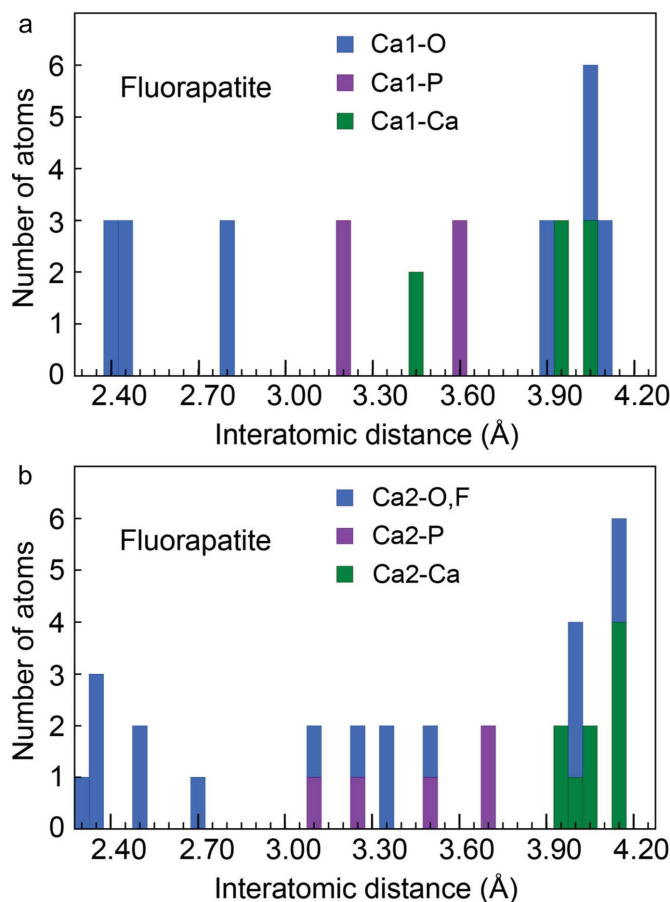 a
Number of atoms
6
5
4
3
2
1
0
Fluorapatite
Ca1-O
Ca1-P
Ca1-Ca
2.40 2.70 3.00 3.30 3.60 3.90 4.20
Interatomic distance (Å)
b
Number of atoms
6
5
4
3
2
1
0
Fluorapatite
Ca2-O,F
Ca2-P
Ca2-Ca
2.40 2.70 3.00 3.30 3.60 3.90 4.20
Interatomic distance (Å)